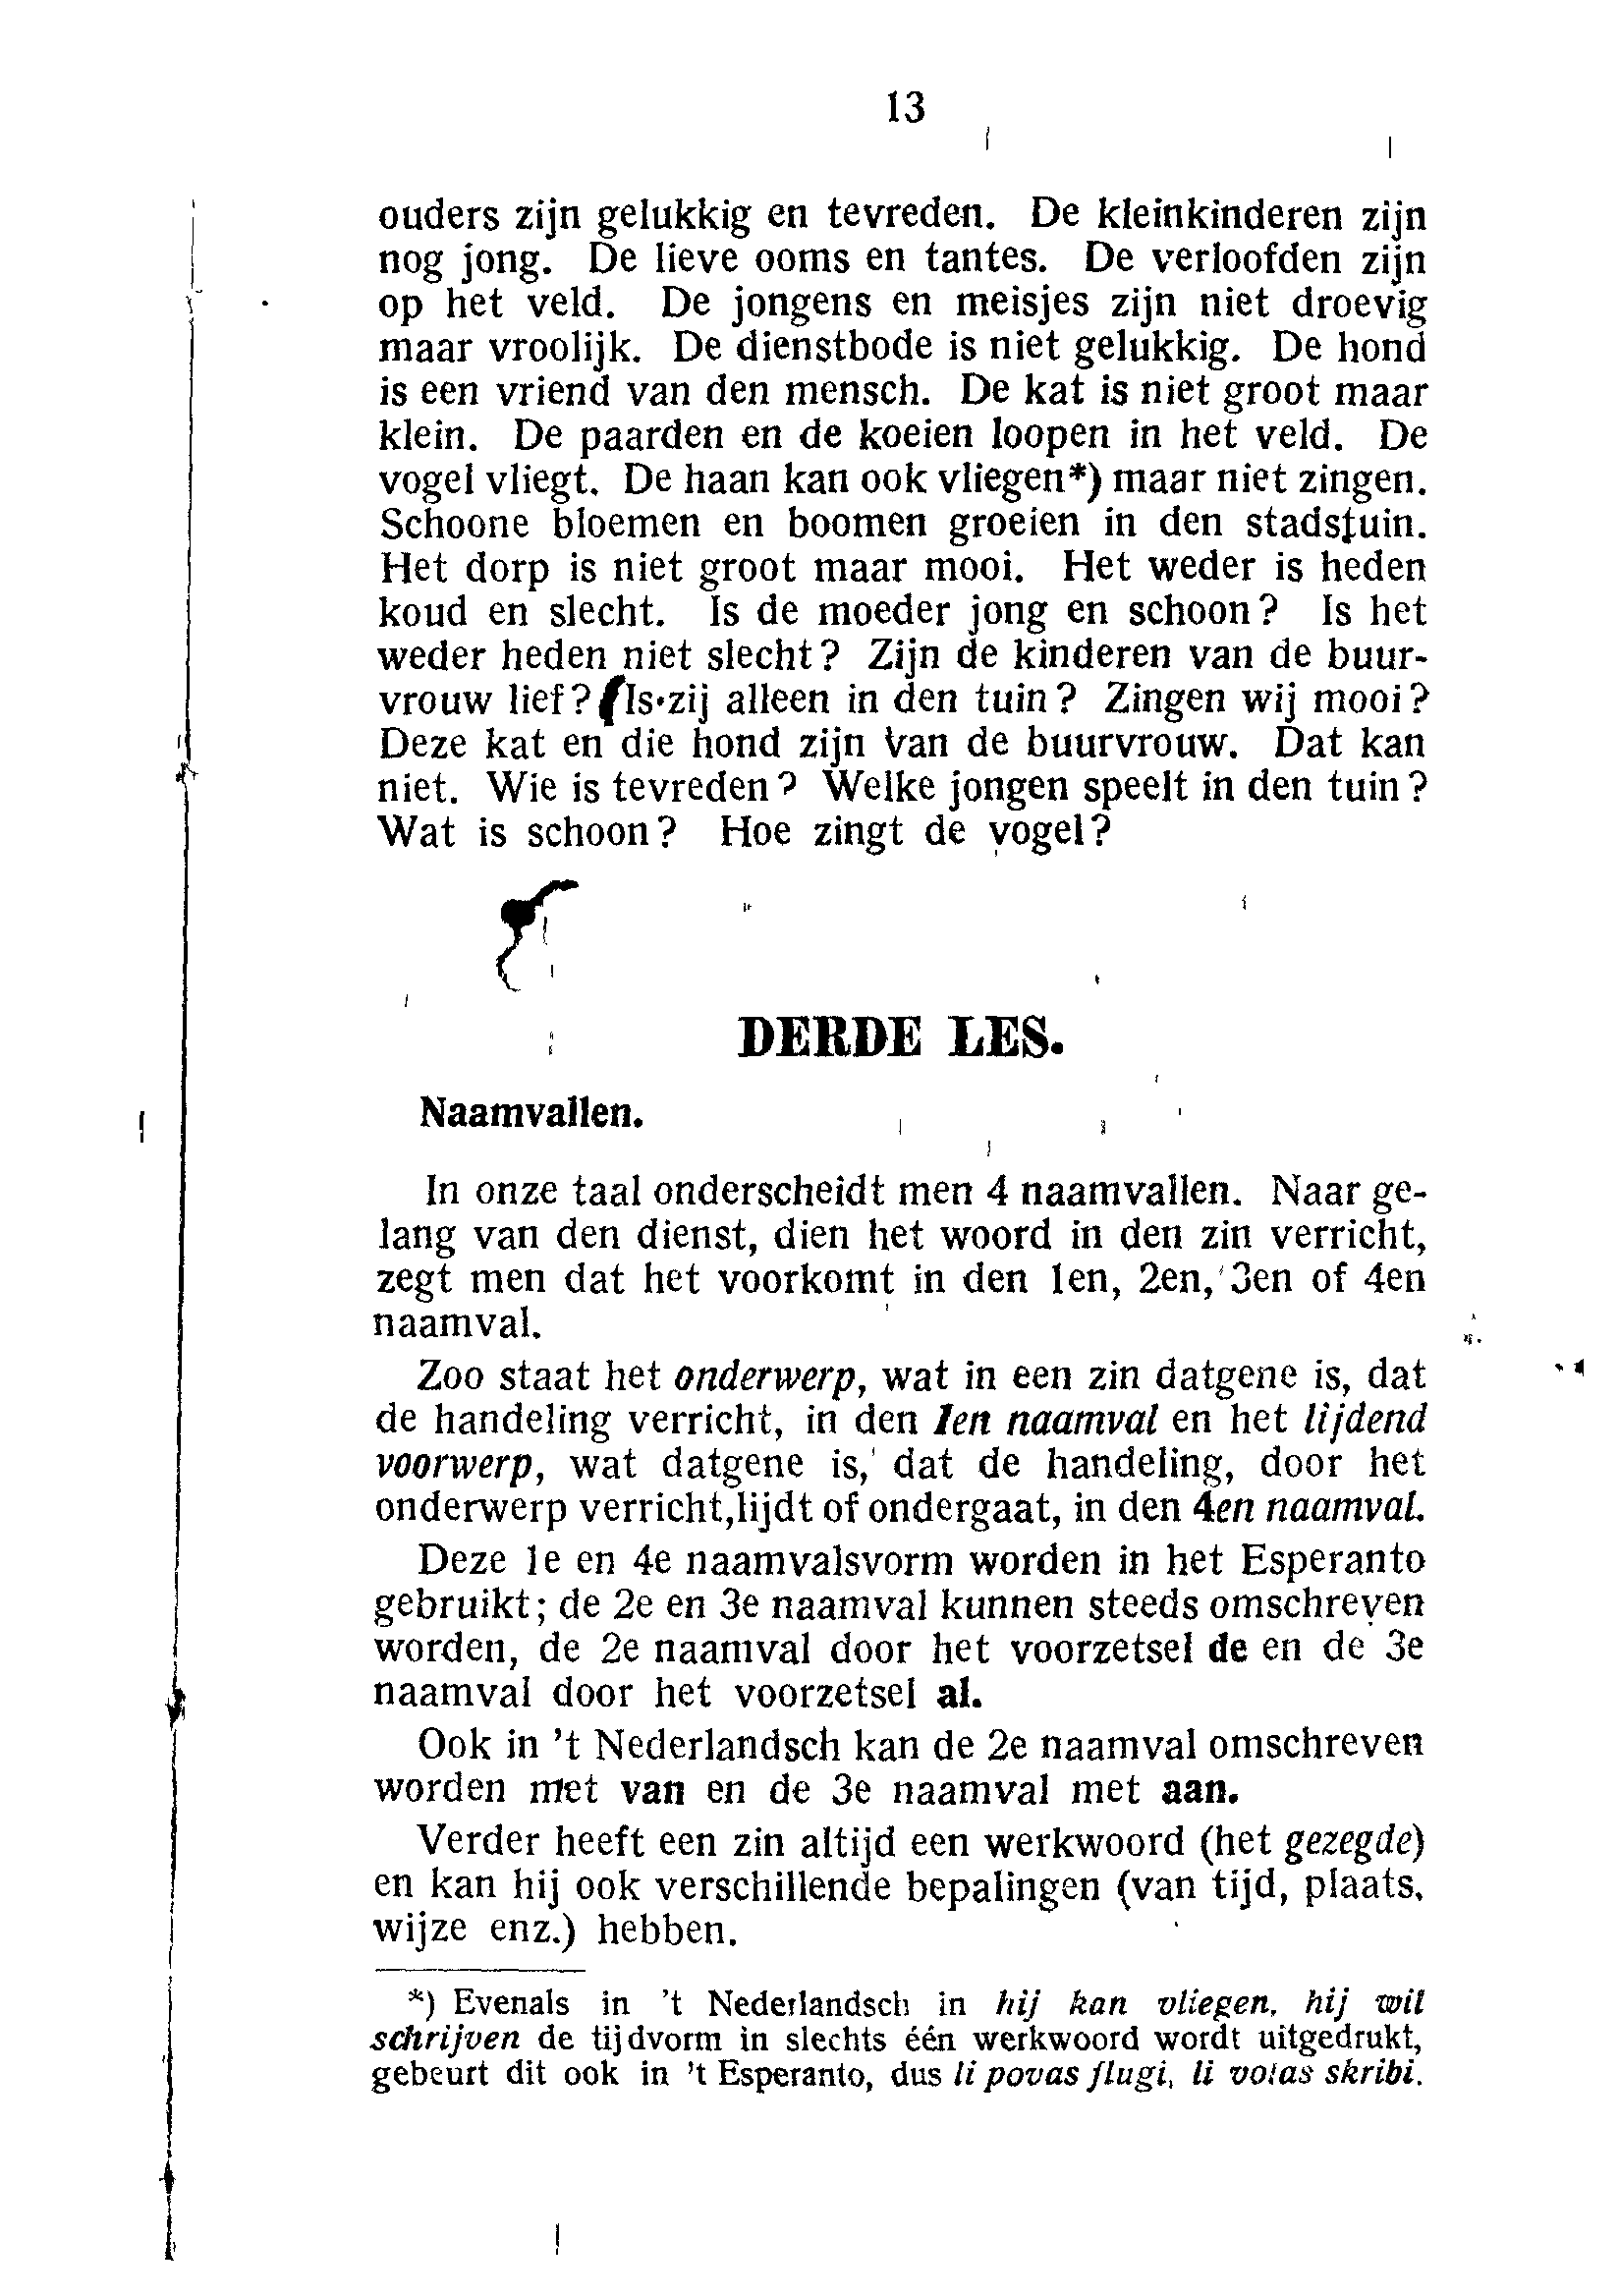 13
ouders zijn gelukkig en tevreden. De kleinkinderen zijn
nog jong. De lieve ooms en tantes. De verloofden zijn
op het veld. De jongens en meisjes zijn niet droevig
maar vroolijk. De dienstbode is niet gelukkig. De hond
is een vriend van den mensch. De kat is niet groot maar
klein. De paarden en de koeien loopen in het veld. De
vogel vliegt. De haan kan ook vliegen*) maar niet zingen.
Schoone bloemen en boomen groeien in den stadstuin.
Het dorp is niet groot maar mooi. Het weder is heden
koud en slecht. Is de moeder jong en schoon? Is het
weder heden niet slecht? Zijn de kinderen van de buur-
vrouw lief? Is zij alleen in den tuin? Zingen wij mooi?
Deze kat en die hond zijn van de buurvrouw. Dat kan
niet. Wie is tevreden? Welke jongen speelt in den tuin?
Wat is schoon? Hoe zingt de vogel?
DERDE LES.
Naamvallen.
In onze taal onderscheidt men 4 naamvallen. Naar ge-
lang van den dienst, dien het woord in den zin verricht,
zegt men dat het voorkomt in den 1en, 2en, 3en of 4en
naamval.
Zoo staat het onderwerp, wat in een zin datgene is, dat
de handeling verricht, in den 1en naamval en het lijdend
voorwerp, wat datgene is, dat de handeling, door het
onderwerp verricht, lijdt of ondergaat, in den 4en naamval.
Deze 1e en 4e naamvalsvorm worden in het Esperanto
gebruikt; de 2e en 3e naamval kunnen steeds omschreven
worden, de 2e naamval door het voorzetsel de en de 3e
naamval door het voorzetsel al.
Ook in 't Nederlandsch kan de 2e naamval omschreven
worden met van en de 3e naamval met aan.
Verder heeft een zin altijd een werkwoord (het gezegde)
en kan hij ook verschillende bepalingen (van tijd, plaats,
wijze enz.) hebben.
*) Evenals in 't Nederlandsch in hij kan vliegen, hij wil
schrijven de tijdvorm in slechts één werkwoord wordt uitgedrukt,
gebeurt dit ook in 't Esperanto, dus li povas flugi, li volas skribi.